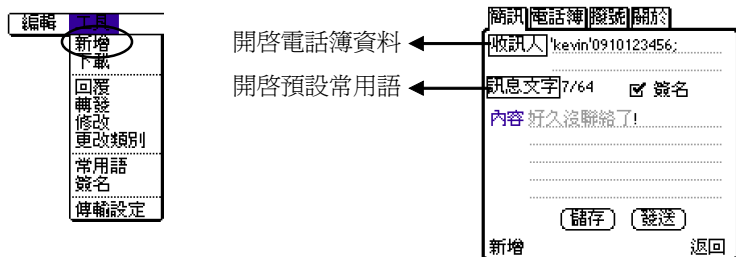 編輯 工具
新增
下載
回覆
轉發
修改
更改類別
常用語
簽名
傳輸設定
開啓電話簿資料
開啓預設常用語
簡訊 電話簿 撥號 關於
收訊人 'kevin'0910123456;
訊息文字 7/64 簽名
內容 好久沒聯絡了!
儲存 發送
新增 返回